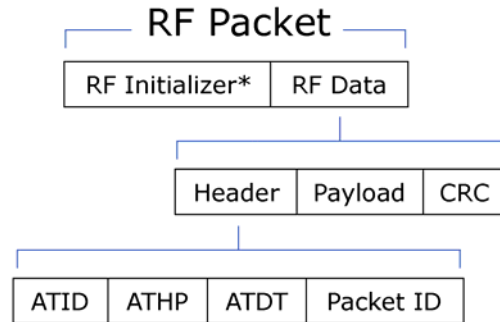 RF Packet
RF Initializer* RF Data
Header Payload CRC
ATID ATHP ATDT Packet ID